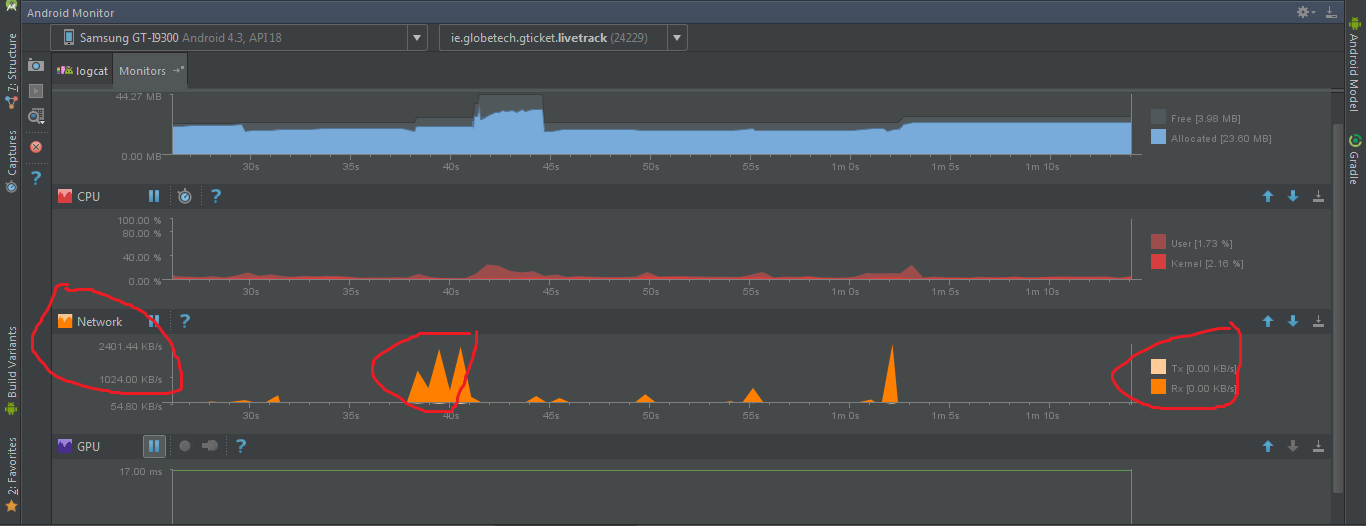 Android Monitor
Samsung GT-I9300 Android 4.3, API 18
ie.globetech.gticket.livetrack (24229)
logcat
Monitors
44.27 MB
0.00 MB
Free [3.98 MB]
Allocated [23.60 MB]
30s 35s 40s 45s 50s 55s 1m 0s 1m 5s 1m 10s
CPU
?
100.00 %
80.00 %
40.00 %
0.00 %
User [1.73 %]
Kernel [2.16 %]
30s 35s 40s 45s 50s 55s 1m 0s 1m 5s 1m 10s
Network
?
2401.44 KB/s
1024.00 KB/s
54.80 KB/s
Tx [0.00 KB/s]
Rx [0.00 KB/s]
30s 35s 40s 45s 50s 55s 1m 0s 1m 5s 1m 10s
GPU
?
17.00 ms
7: Structure
Captures
?
Build Variants
2: Favorites
Android Model
Gradle